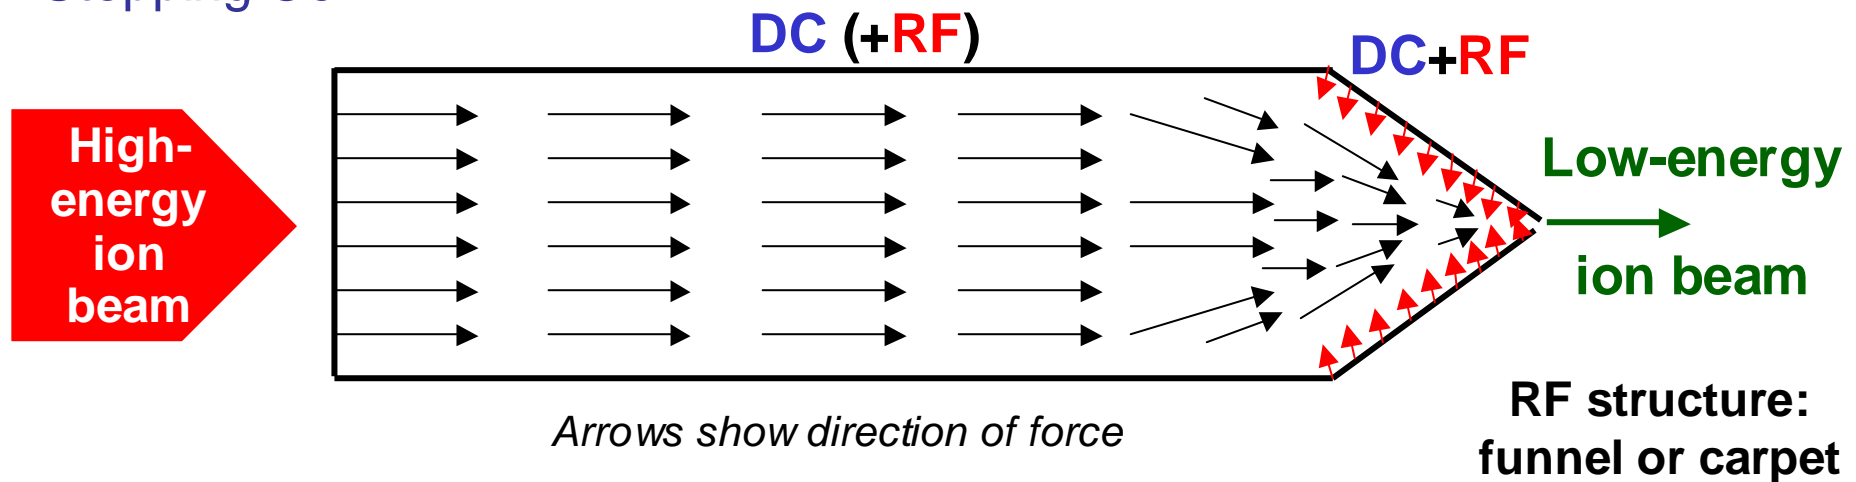 DC (+RF)
DC+RF
High-
energy
ion
beam
Low-energy
ion beam
Arrows show direction of force
RF structure:
funnel or carpet